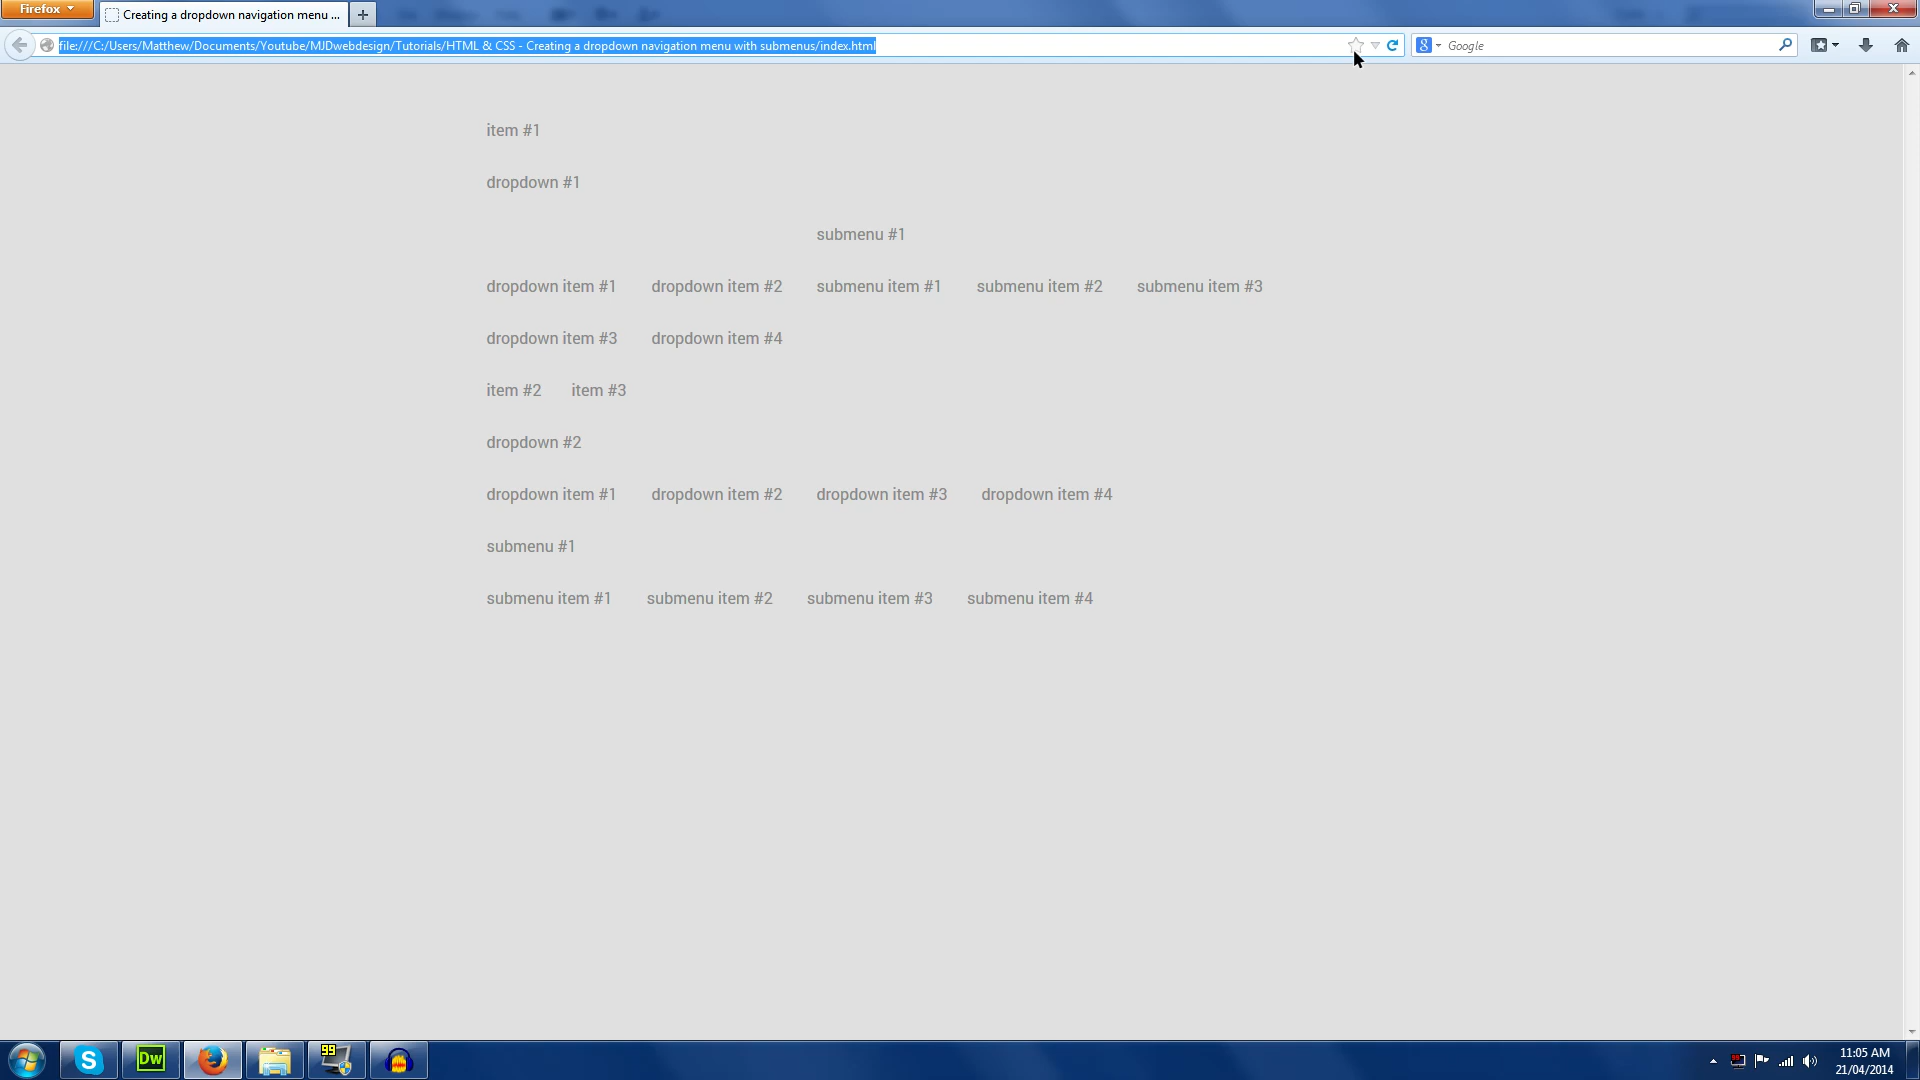 Firefox
Creating a dropdown navigation menu ...
file:///C:/Users/Matthew/Documents/Youtube/MJDwebdesign/Tutorials/HTML & CSS - Creating a dropdown navigation menu with submenus/index.html
8 Google
item #1
dropdown #1
submenu #1
dropdown item #1 dropdown item #2 submenu item #1 submenu item #2 submenu item #3
dropdown item #3 dropdown item #4
item #2 item #3
dropdown #2
dropdown item #1 dropdown item #2 dropdown item #3 dropdown item #4
submenu #1
submenu item #1 submenu item #2 submenu item #3 submenu item #4
S Dw 99
11:05 AM
21/04/2014